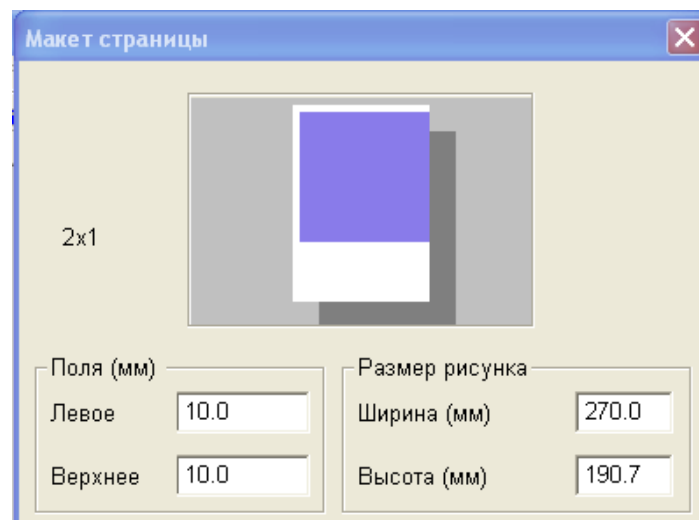 Макет страницы
2x1
Поля (мм)
Левое 10.0
Верхнее 10.0
Размер рисунка
Ширина (мм) 270.0
Высота (мм) 190.7